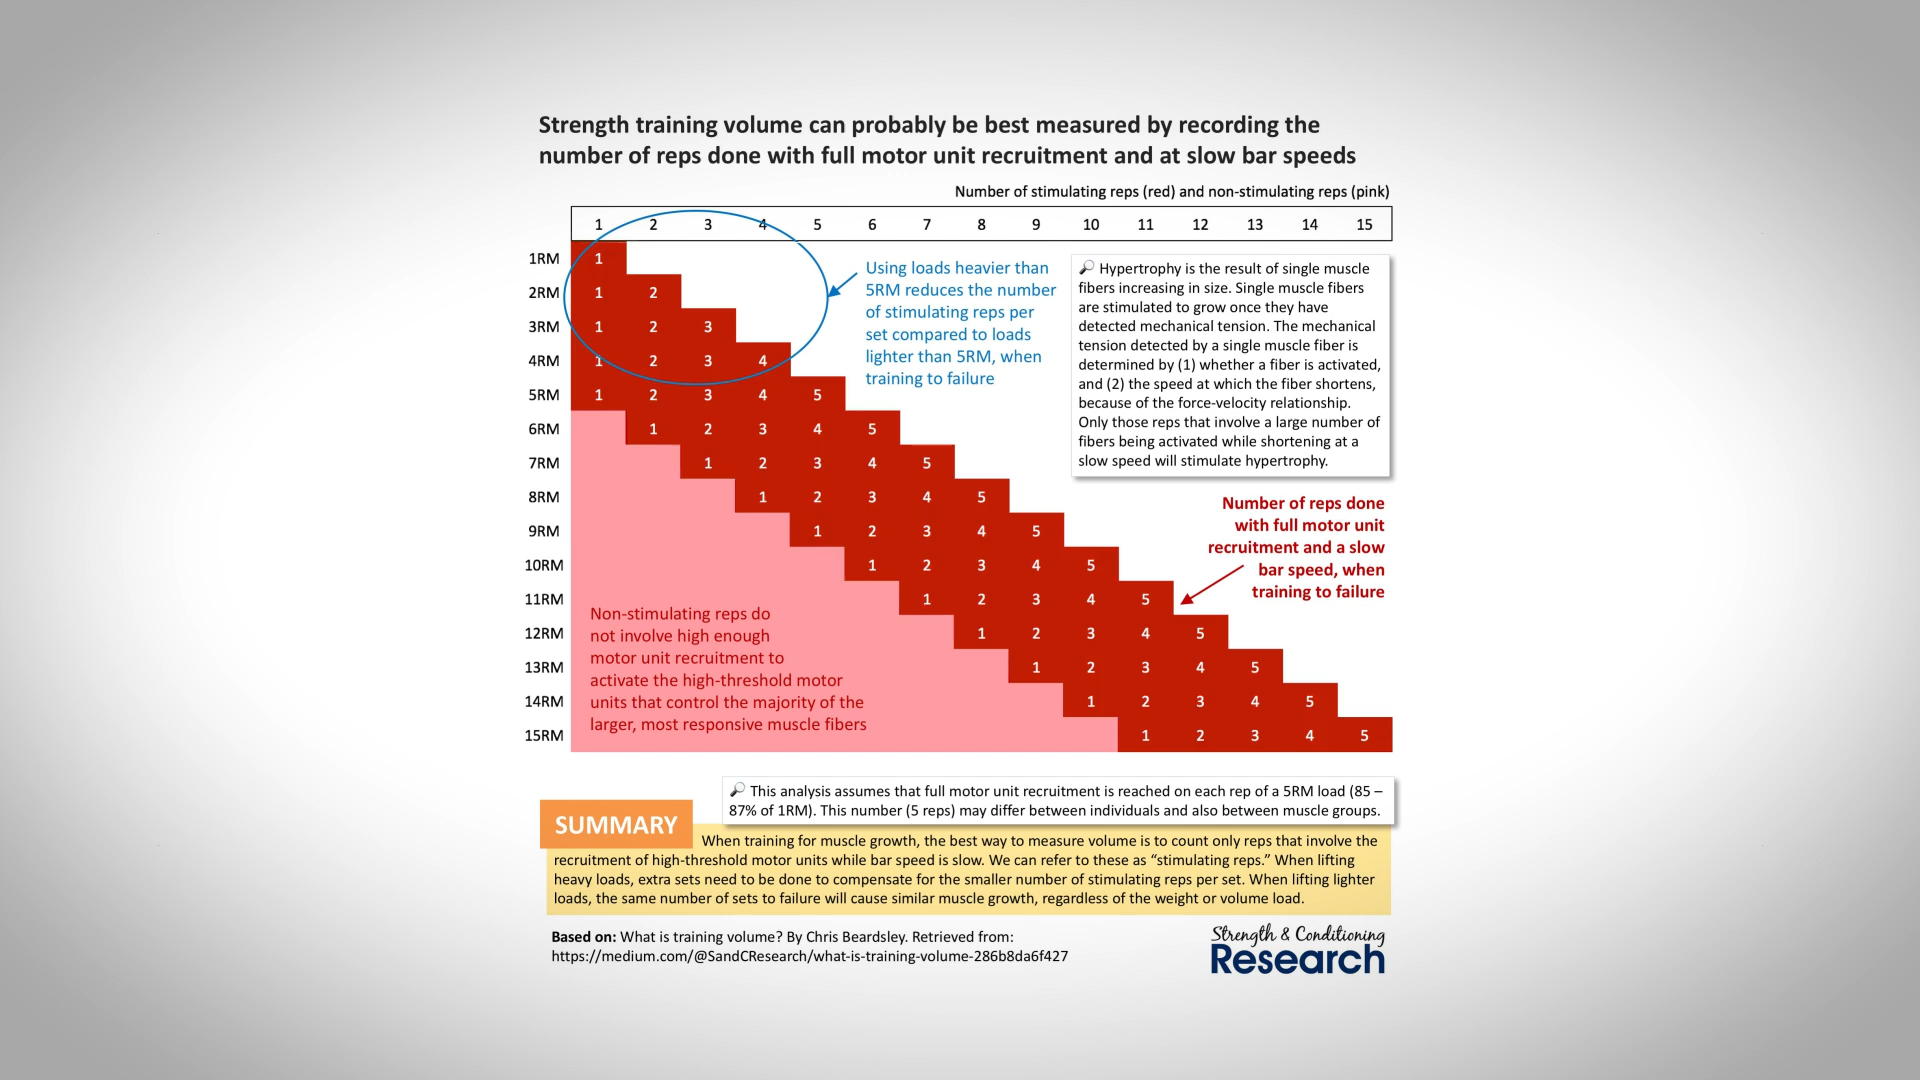 Strength training volume can probably be best measured by recording the
number of reps done with full motor unit recruitment and at slow bar speeds
Number of stimulating reps (red) and non-stimulating reps (pink)
1 2 3 4 5 6 7 8 9 10 11 12 13 14 15
1RM 1
2RM 1 2
3RM 1 2 3
4RM 1 2 3 4
5RM 1 2 3 4 5
6RM 1 2 3 4 5
7RM 1 2 3 4 5
8RM 1 2 3 4 5
9RM 1 2 3 4 5
10RM 1 2 3 4 5
11RM 1 2 3 4 5
12RM 1 2 3 4 5
13RM 1 2 3 4 5
14RM 1 2 3 4 5
15RM 1 2 3 4 5
Using loads heavier than
5RM reduces the number
of stimulating reps per
set compared to loads
lighter than 5RM, when
training to failure
Hypertrophy is the result of single muscle
fibers increasing in size. Single muscle fibers
are stimulated to grow once they have
detected mechanical tension. The mechanical
tension detected by a single muscle fiber is
determined by (1) whether a fiber is activated,
and (2) the speed at which the fiber shortens,
because of the force-velocity relationship.
Only those reps that involve a large number of
fibers being activated while shortening at a
slow speed will stimulate hypertrophy.
Number of reps done
with full motor unit
recruitment and a slow
bar speed, when
training to failure
Non-stimulating reps do
not involve high enough
motor unit recruitment to
activate the high-threshold motor
units that control the majority of the
larger, most responsive muscle fibers
This analysis assumes that full motor unit recruitment is reached on each rep of a 5RM load (85 –
87% of 1RM). This number (5 reps) may differ between individuals and also between muscle groups.
SUMMARY
When training for muscle growth, the best way to measure volume is to count only reps that involve the
recruitment of high-threshold motor units while bar speed is slow. We can refer to these as “stimulating reps.” When lifting
heavy loads, extra sets need to be done to compensate for the smaller number of stimulating reps per set. When lifting lighter
loads, the same number of sets to failure will cause similar muscle growth, regardless of the weight or volume load.
Based on: What is training volume? By Chris Beardsley. Retrieved from:
https://medium.com/@SandCResearch/what-is-training-volume-286b8da6f427
Strength & Conditioning
Research